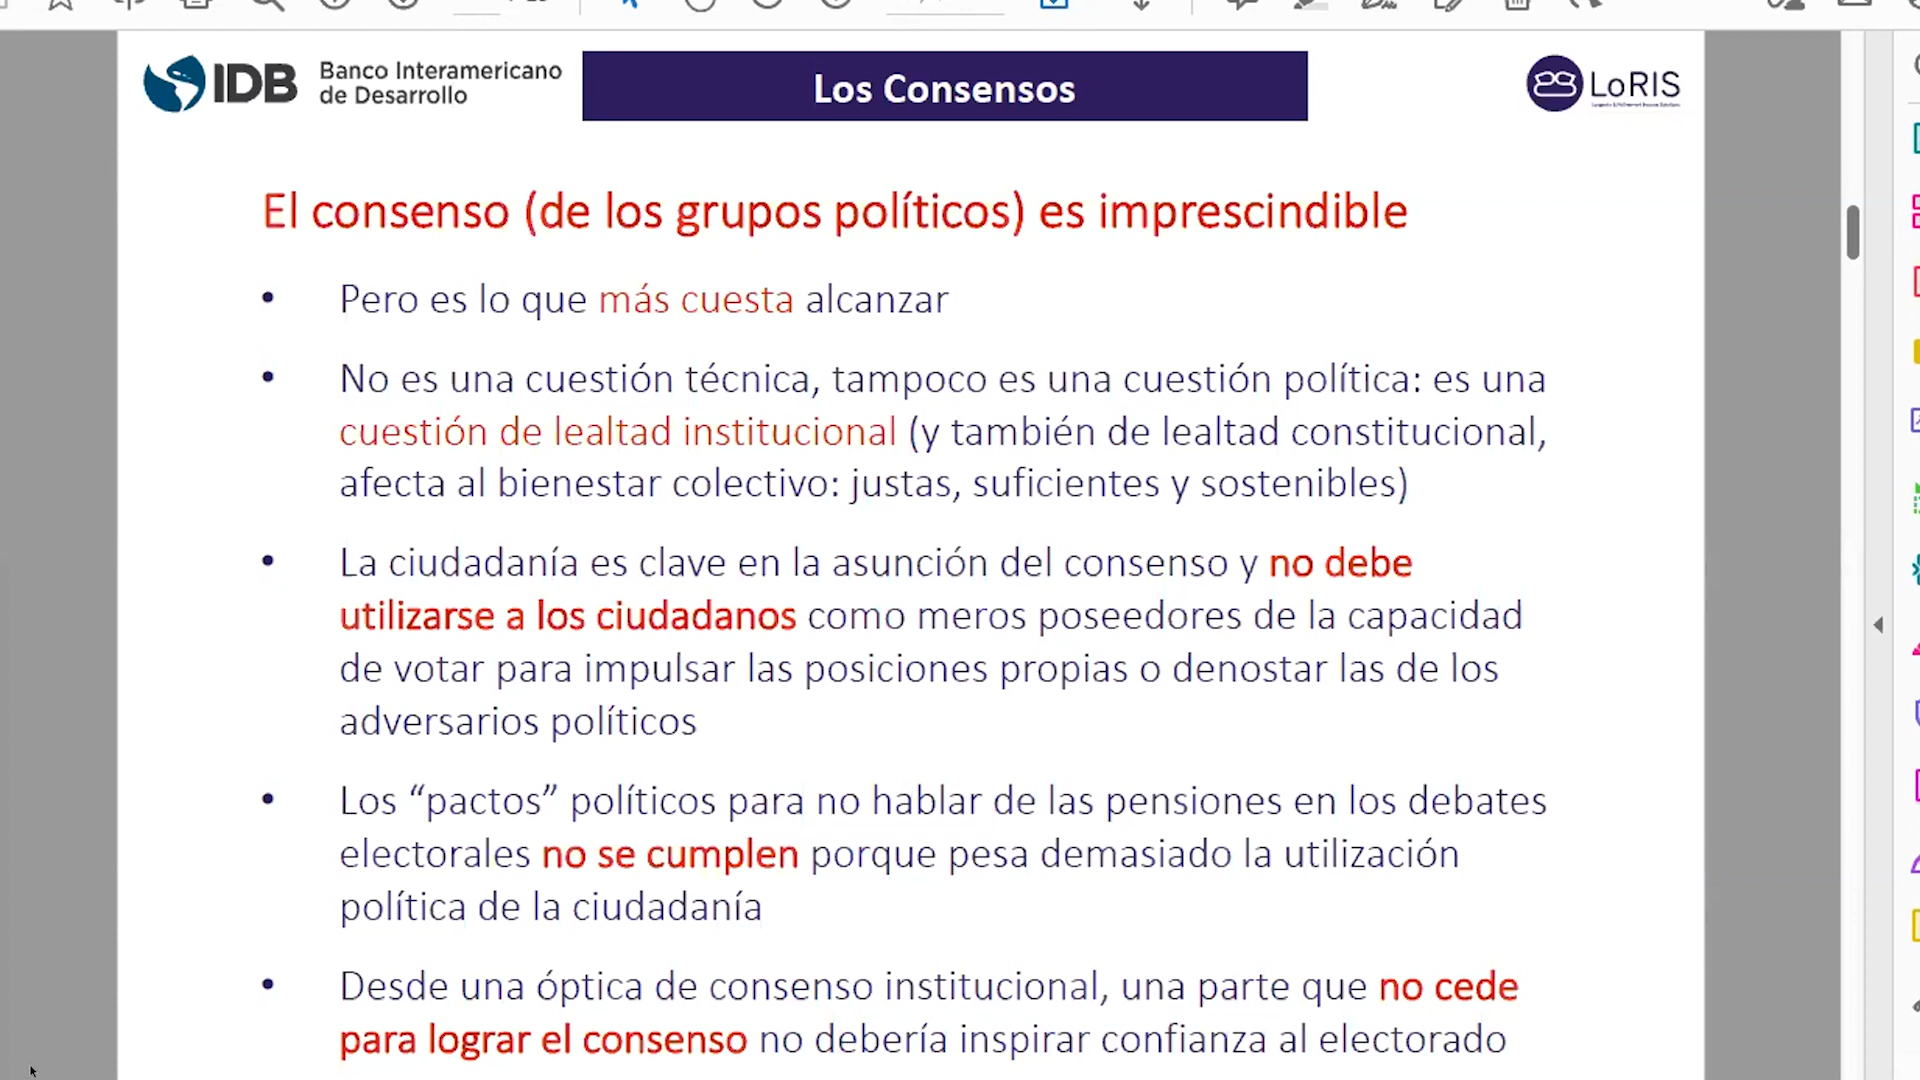 IDB
Banco Interamericano
de Desarrollo
Los Consensos
LoRIS
El consenso (de los grupos políticos) es imprescindible
• Pero es lo que más cuesta alcanzar
• No es una cuestión técnica, tampoco es una cuestión política: es una
cuestión de lealtad institucional (y también de lealtad constitucional,
afecta al bienestar colectivo: justas, suficientes y sostenibles)
• La ciudadanía es clave en la asunción del consenso y no debe
utilizarse a los ciudadanos como meros poseedores de la capacidad
de votar para impulsar las posiciones propias o denostar las de los
adversarios políticos
• Los “pactos” políticos para no hablar de las pensiones en los debates
electorales no se cumplen porque pesa demasiado la utilización
política de la ciudadanía
• Desde una óptica de consenso institucional, una parte que no cede
para lograr el consenso no debería inspirar confianza al electorado